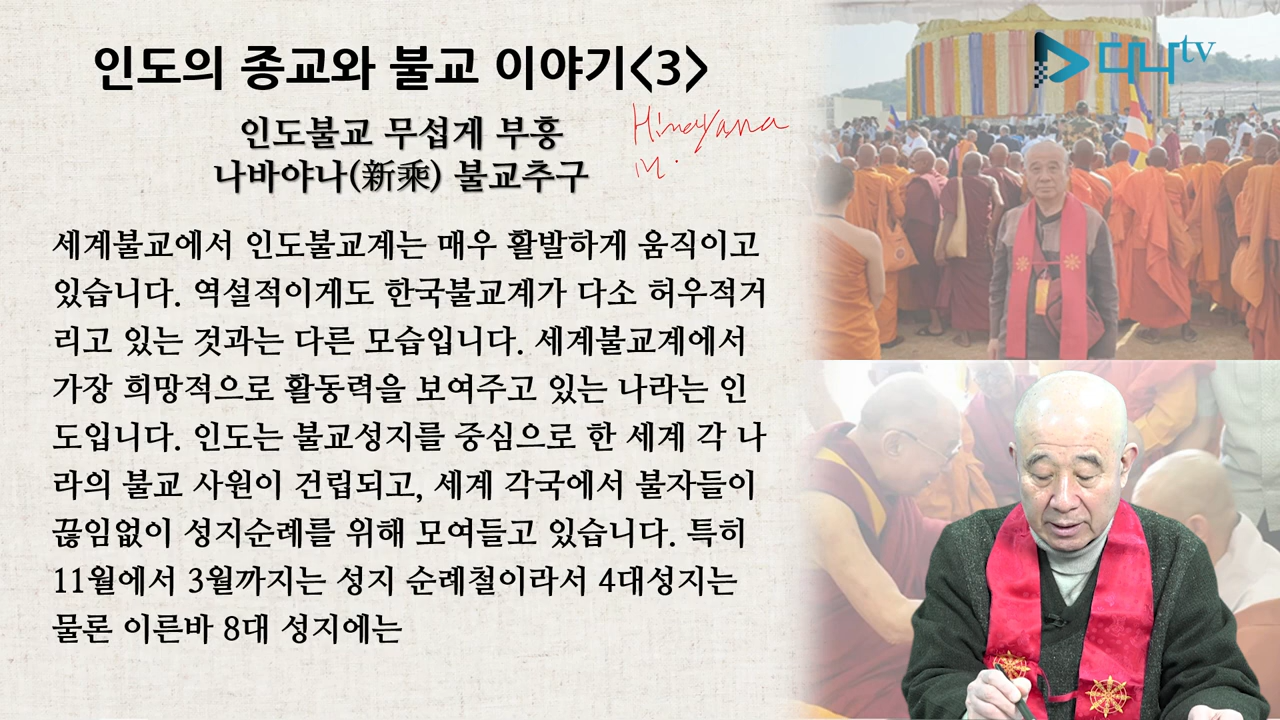 인도의 종교와 불교 이야기<3>
인도불교 무섭게 부흥
나바야나(新乘) 불교추구
Hinayana
M.
세계불교에서 인도불교계는 매우 활발하게 움직이고
있습니다. 역설적이게도 한국불교계가 다소 허우적거
리고 있는 것과는 다른 모습입니다. 세계불교계에서
가장 희망적으로 활동력을 보여주고 있는 나라는 인
도입니다. 인도는 불교성지를 중심으로 한 세계 각 나
라의 불교 사원이 건립되고, 세계 각국에서 불자들이
끊임없이 성지순례를 위해 모여들고 있습니다. 특히
11월에서 3월까지는 성지 순례철이라서 4대성지는
물론 이른바 8대 성지에는
tv